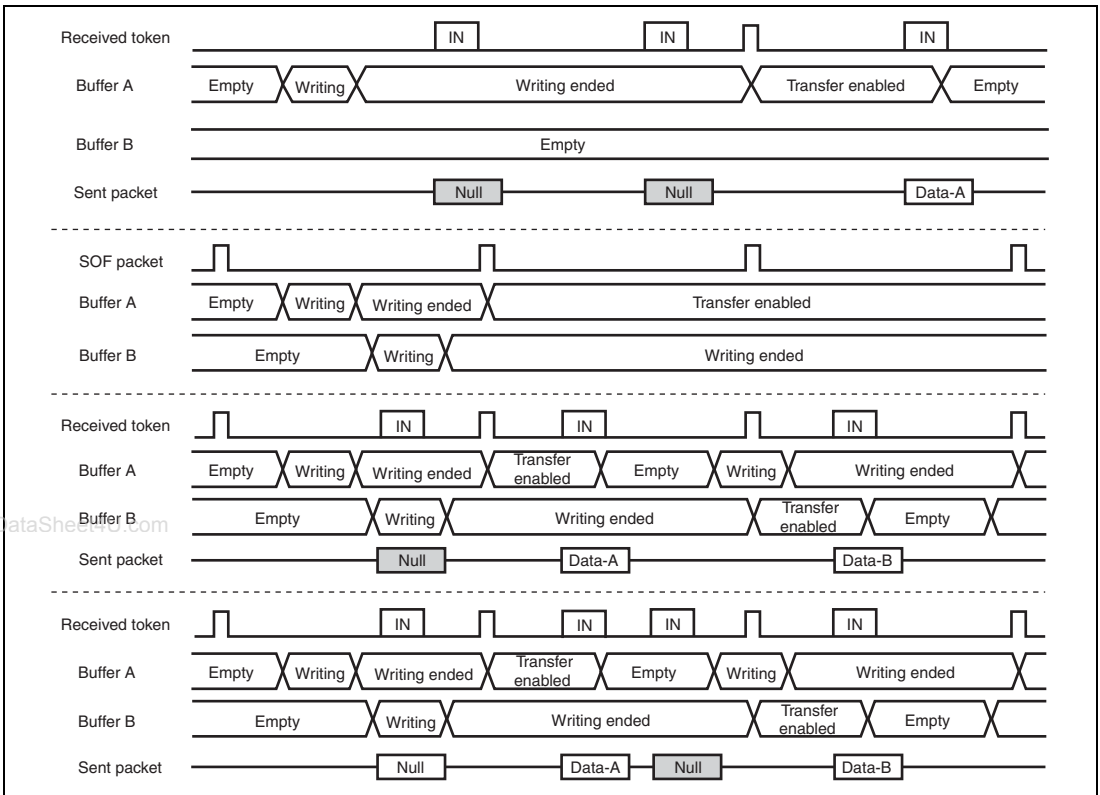 Received token IN IN IN
Buffer A Empty Writing Writing ended Transfer enabled Empty
Buffer B Empty
Sent packet Null Null Data-A
SOF packet
Buffer A Empty Writing Writing ended Transfer enabled
Buffer B Empty Writing Writing ended
Received token IN IN IN
Buffer A Empty Writing Writing ended Transfer enabled Empty Writing Writing ended
Buffer B Empty Writing Writing ended Transfer enabled Empty
DataSheet4U.com
Sent packet Null Data-A Data-B
Received token IN IN IN IN
Buffer A Empty Writing Writing ended Transfer enabled Empty Writing Writing ended
Buffer B Empty Writing Writing ended Transfer enabled Empty
Sent packet Null Data-A Null Data-B